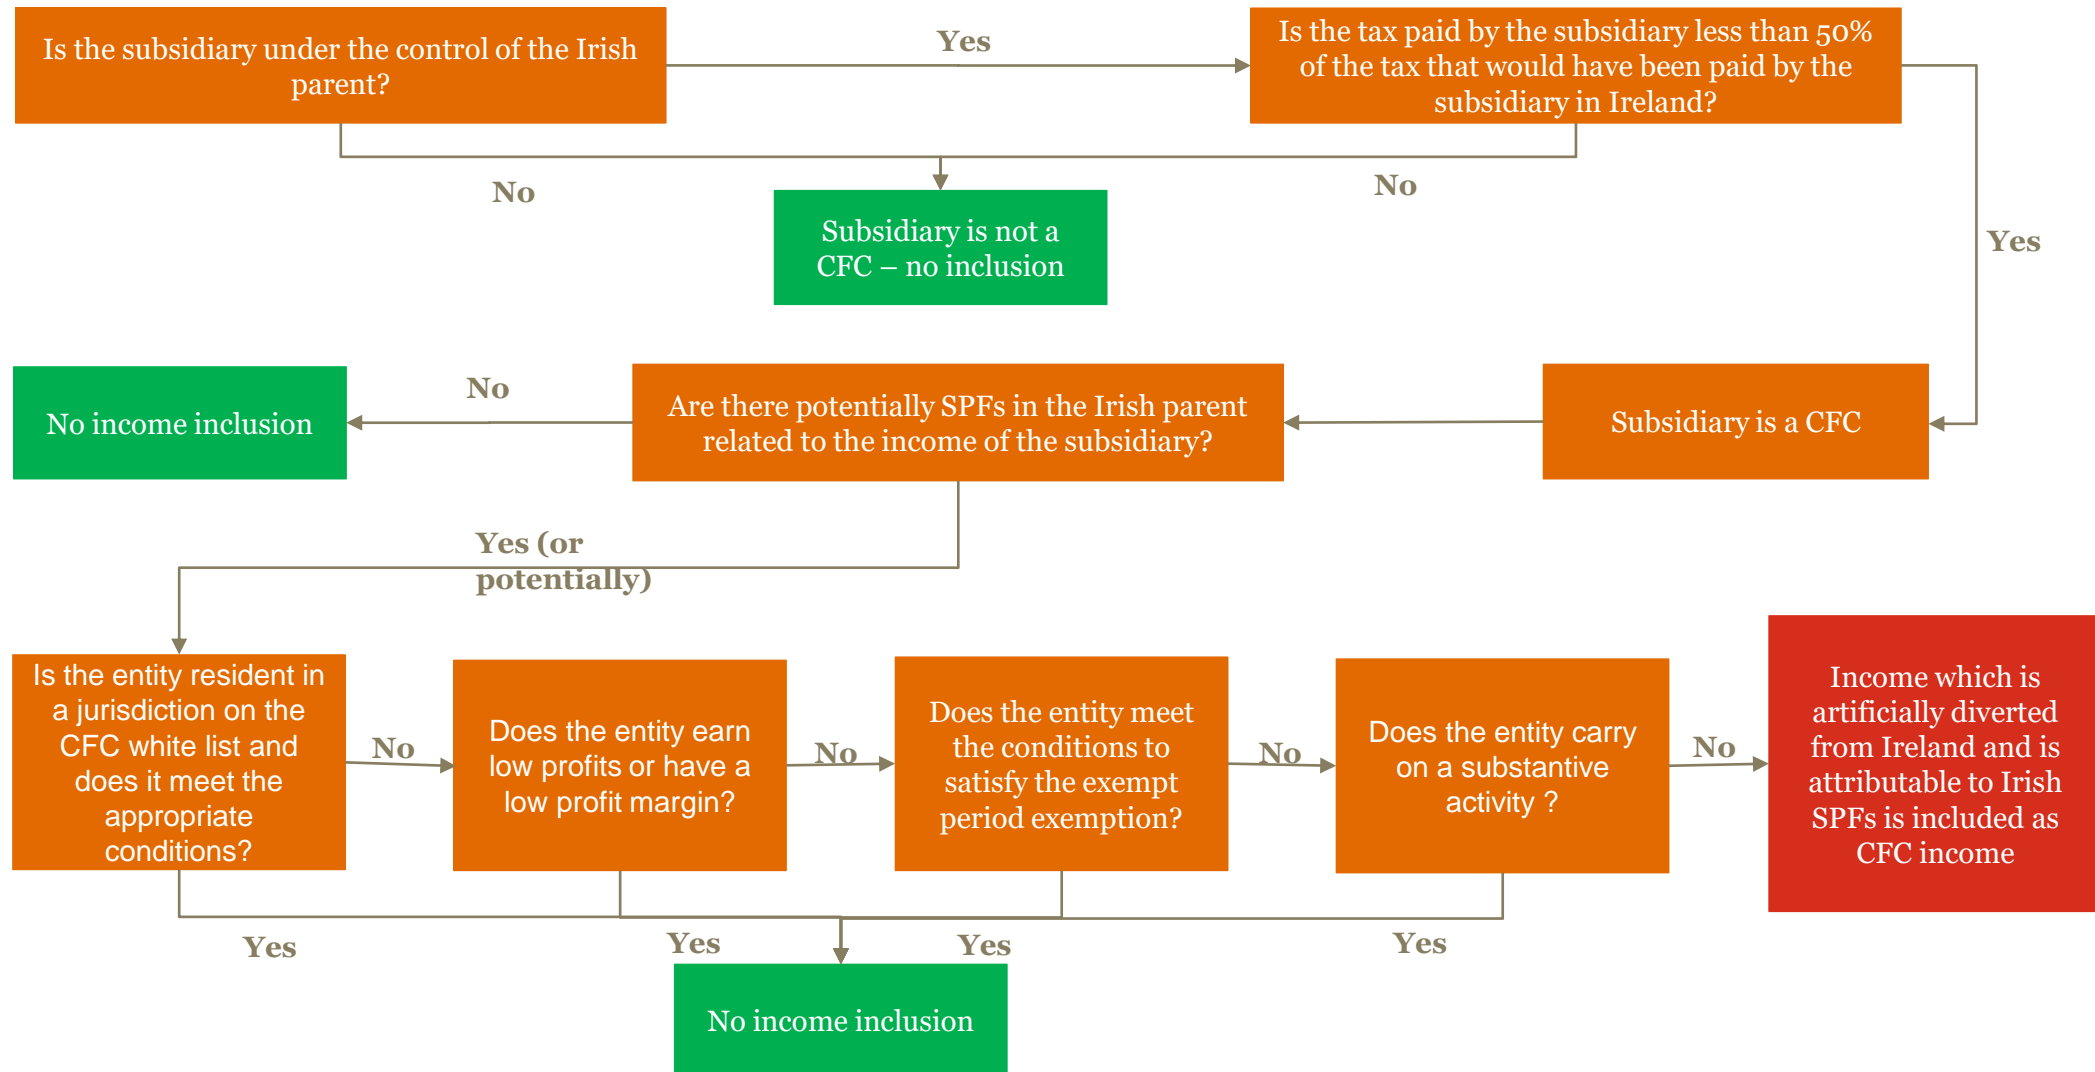 Is the subsidiary under the control of the Irish
parent?
Yes
Is the tax paid by the subsidiary less than 50%
of the tax that would have been paid by the
subsidiary in Ireland?
No
No
Yes
Subsidiary is not a
CFC – no inclusion
No income inclusion
No
Are there potentially SPFs in the Irish parent
related to the income of the subsidiary?
Subsidiary is a CFC
Yes (or
potentially)
Is the entity resident in
a jurisdiction on the
CFC white list and
does it meet the
appropriate
conditions?
No
Does the entity earn
low profits or have a
low profit margin?
No
Does the entity meet
the conditions to
satisfy the exempt
period exemption?
No
Does the entity carry
on a substantive
activity ?
No
Income which is
artificially diverted
from Ireland and is
attributable to Irish
SPFs is included as
CFC income
Yes
Yes
Yes
Yes
No income inclusion